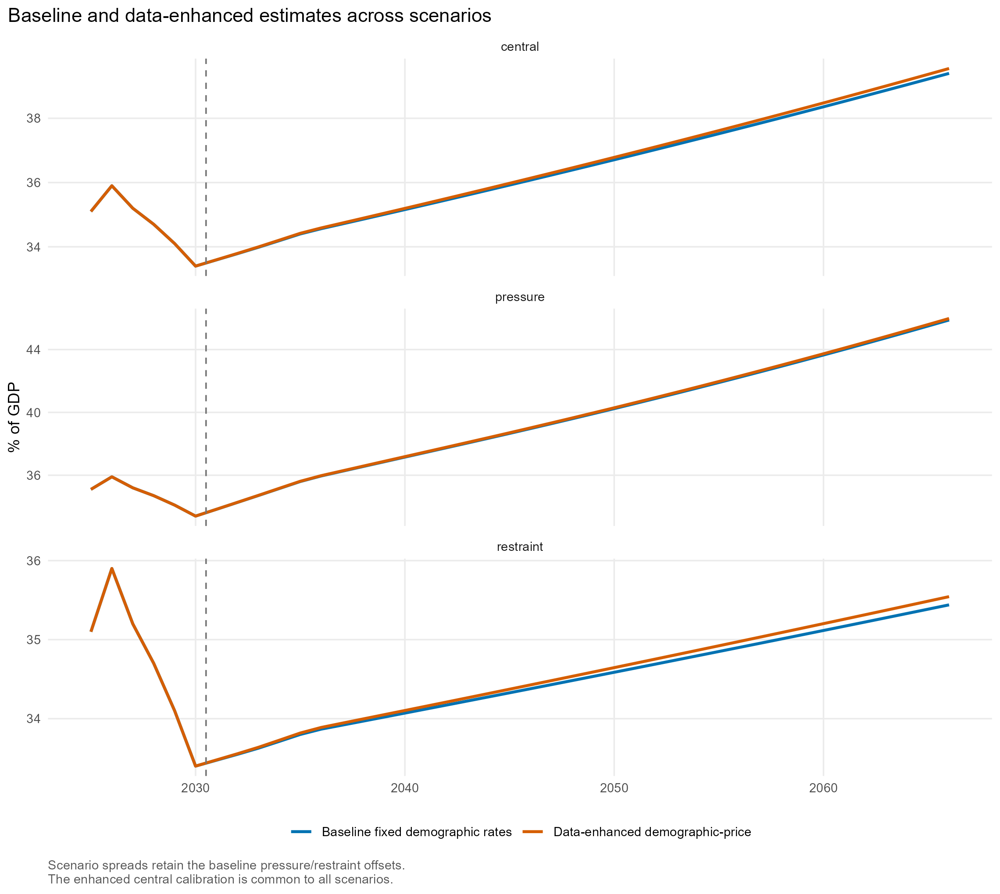 Baseline and data-enhanced estimates across scenarios
central
38
36
34
pressure
% of GDP
44
40
36
restraint
36
35
34
2030 2040 2050 2060
Baseline fixed demographic rates Data-enhanced demographic-price
Scenario spreads retain the baseline pressure/restraint offsets.
The enhanced central calibration is common to all scenarios.